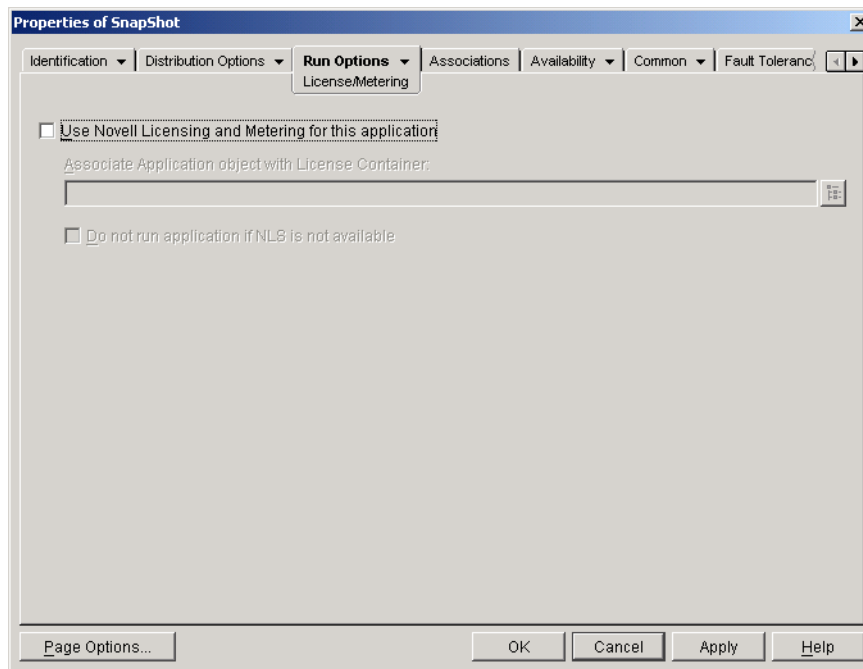 Properties of SnapShot
Identification Distribution Options Run Options Associations Availability Common Fault Toleranc
License/Metering
Use Novell Licensing and Metering for this application
Associate Application object with License Container:
Do not run application if NLS is not available
Page Options... OK Cancel Apply Help